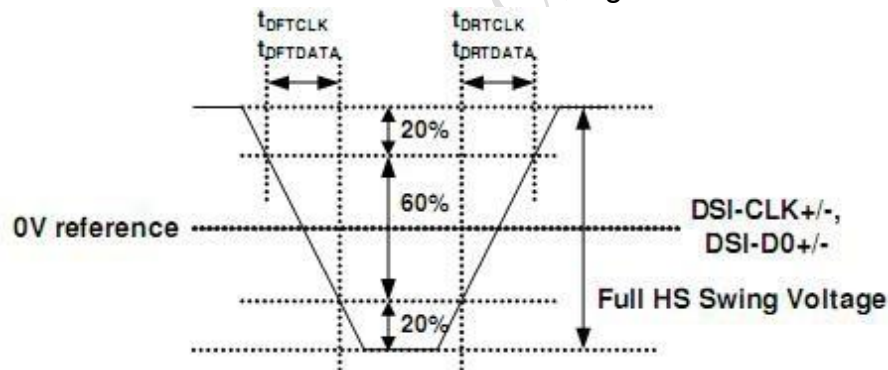 tDFTCLK
tDFTDATA
tDRTCLK
tDRTDATA
20%
60%
0V reference
DSI-CLK+/-,
DSI-D0+/-
Full HS Swing Voltage
20%